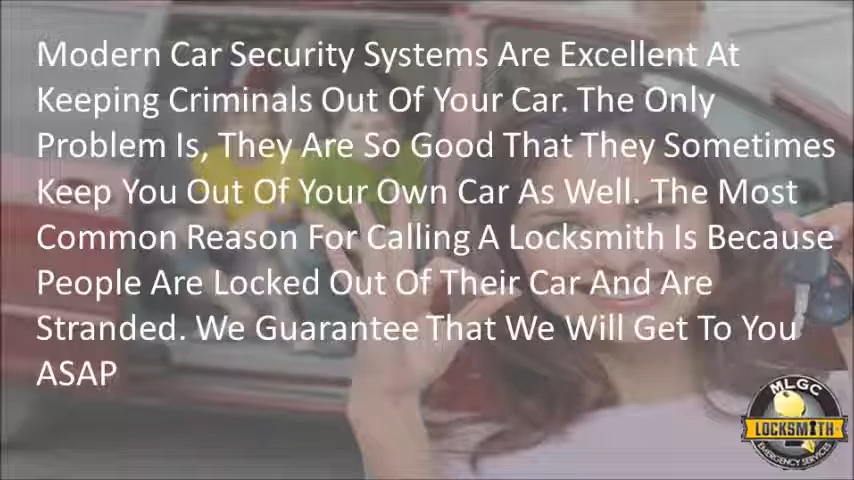 Modern Car Security Systems Are Excellent At
Keeping Criminals Out Of Your Car. The Only
Problem Is, They Are So Good That They Sometimes
Keep You Out Of Your Own Car As Well. The Most
Common Reason For Calling A Locksmith Is Because
People Are Locked Out Of Their Car And Are
Stranded. We Guarantee That We Will Get To You
ASAP
MLGC
LOCKSMITH
EMERGENCY SERVICES